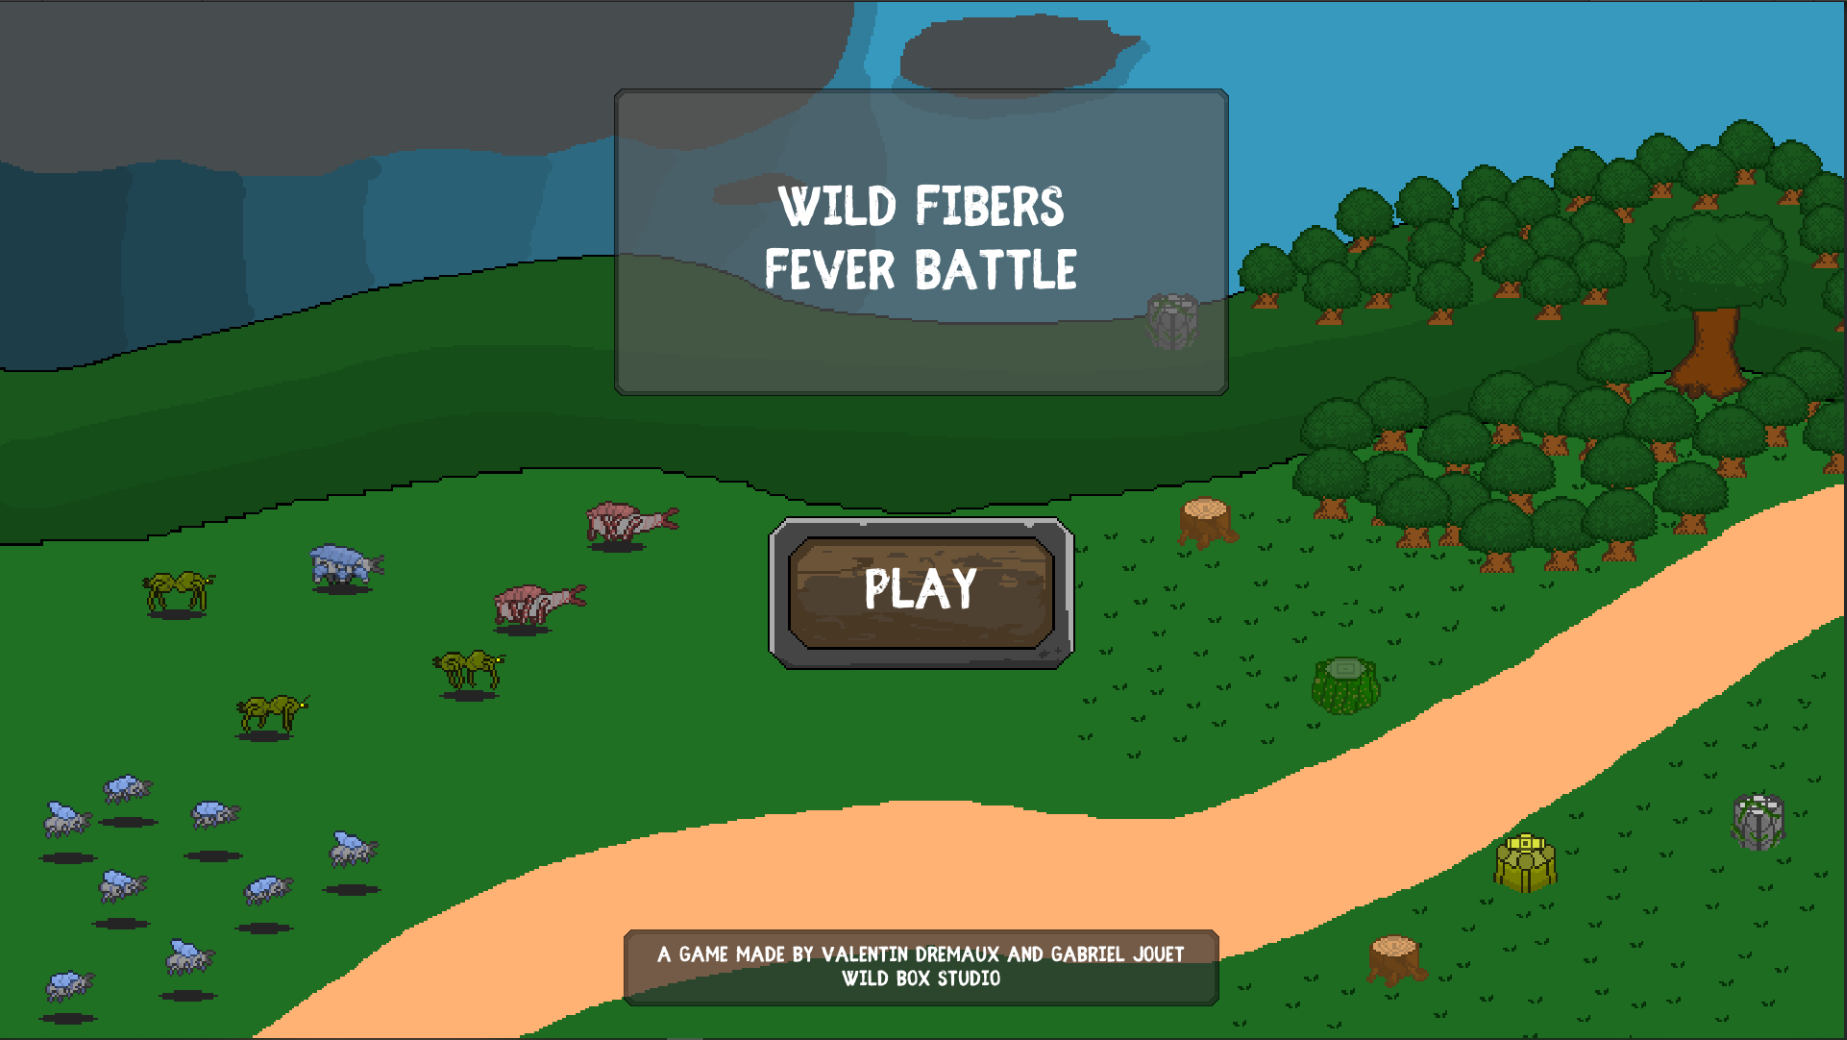 WILD FIBERS
FEVER BATTLE
PLAY
A GAME MADE BY VALENTIN DREMAUX AND GABRIEL JOUET
WILD BOX STUDIO